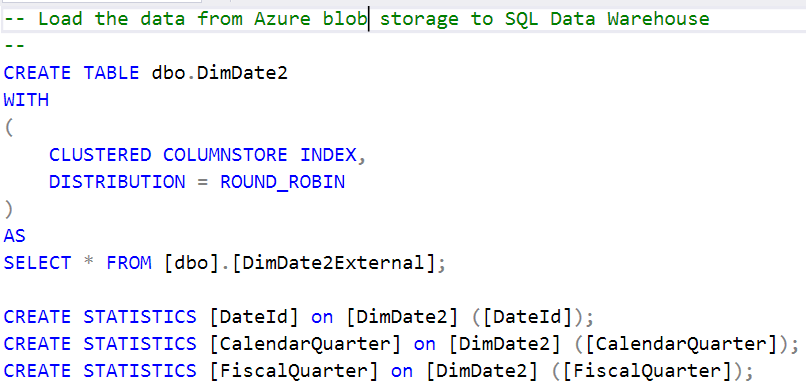 -- Load the data from Azure blob storage to SQL Data Warehouse
--
CREATE TABLE dbo.DimDate2
WITH
(
    CLUSTERED COLUMNSTORE INDEX,
    DISTRIBUTION = ROUND_ROBIN
)
AS
SELECT * FROM [dbo].[DimDate2External];

CREATE STATISTICS [DateId] on [DimDate2] ([DateId]);
CREATE STATISTICS [CalendarQuarter] on [DimDate2] ([CalendarQuarter]);
CREATE STATISTICS [FiscalQuarter] on [DimDate2] ([FiscalQuarter]);